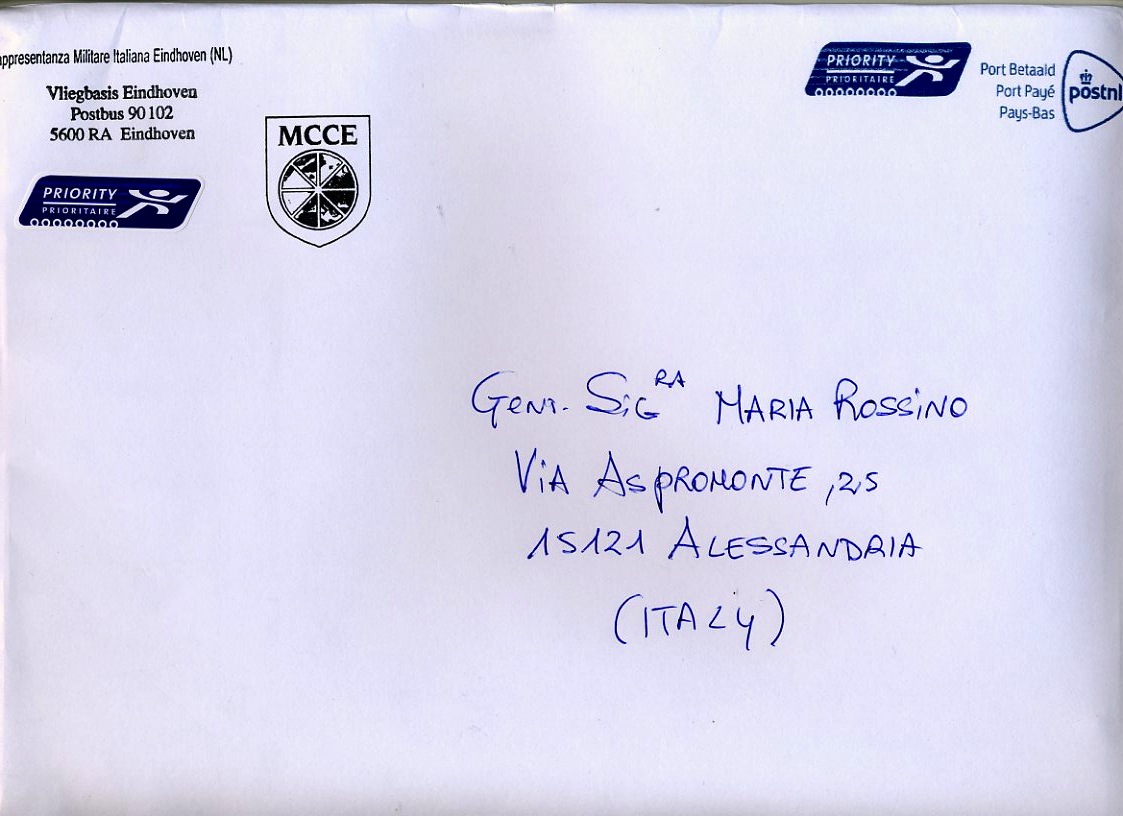 appresentanza Militare Italiana Eindhoven (NL)
Vliegbasis Eindhoven
Postbus 90 102
5600 RA Eindhoven
PRIORITY
PRIORITAIRE
MCCE
PRIORITY
PRIORITAIRE
Port Betaald
Port Payé
Pays-Bas
postnl
Gent. Sig RA Maria Rossino
Via Aspromonte, 25
15121 Alessandria
(ITALY)